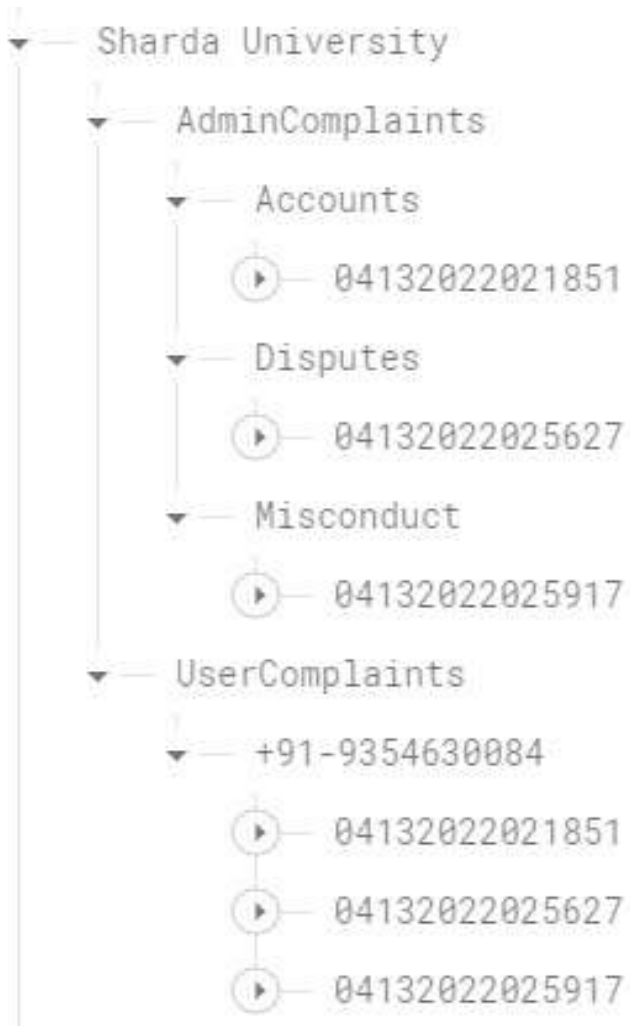 Sharda University
AdminComplaints
Accounts
04132022021851
Disputes
04132022025627
Misconduct
04132022025917
UserComplaints
+91-9354630084
04132022021851
04132022025627
04132022025917